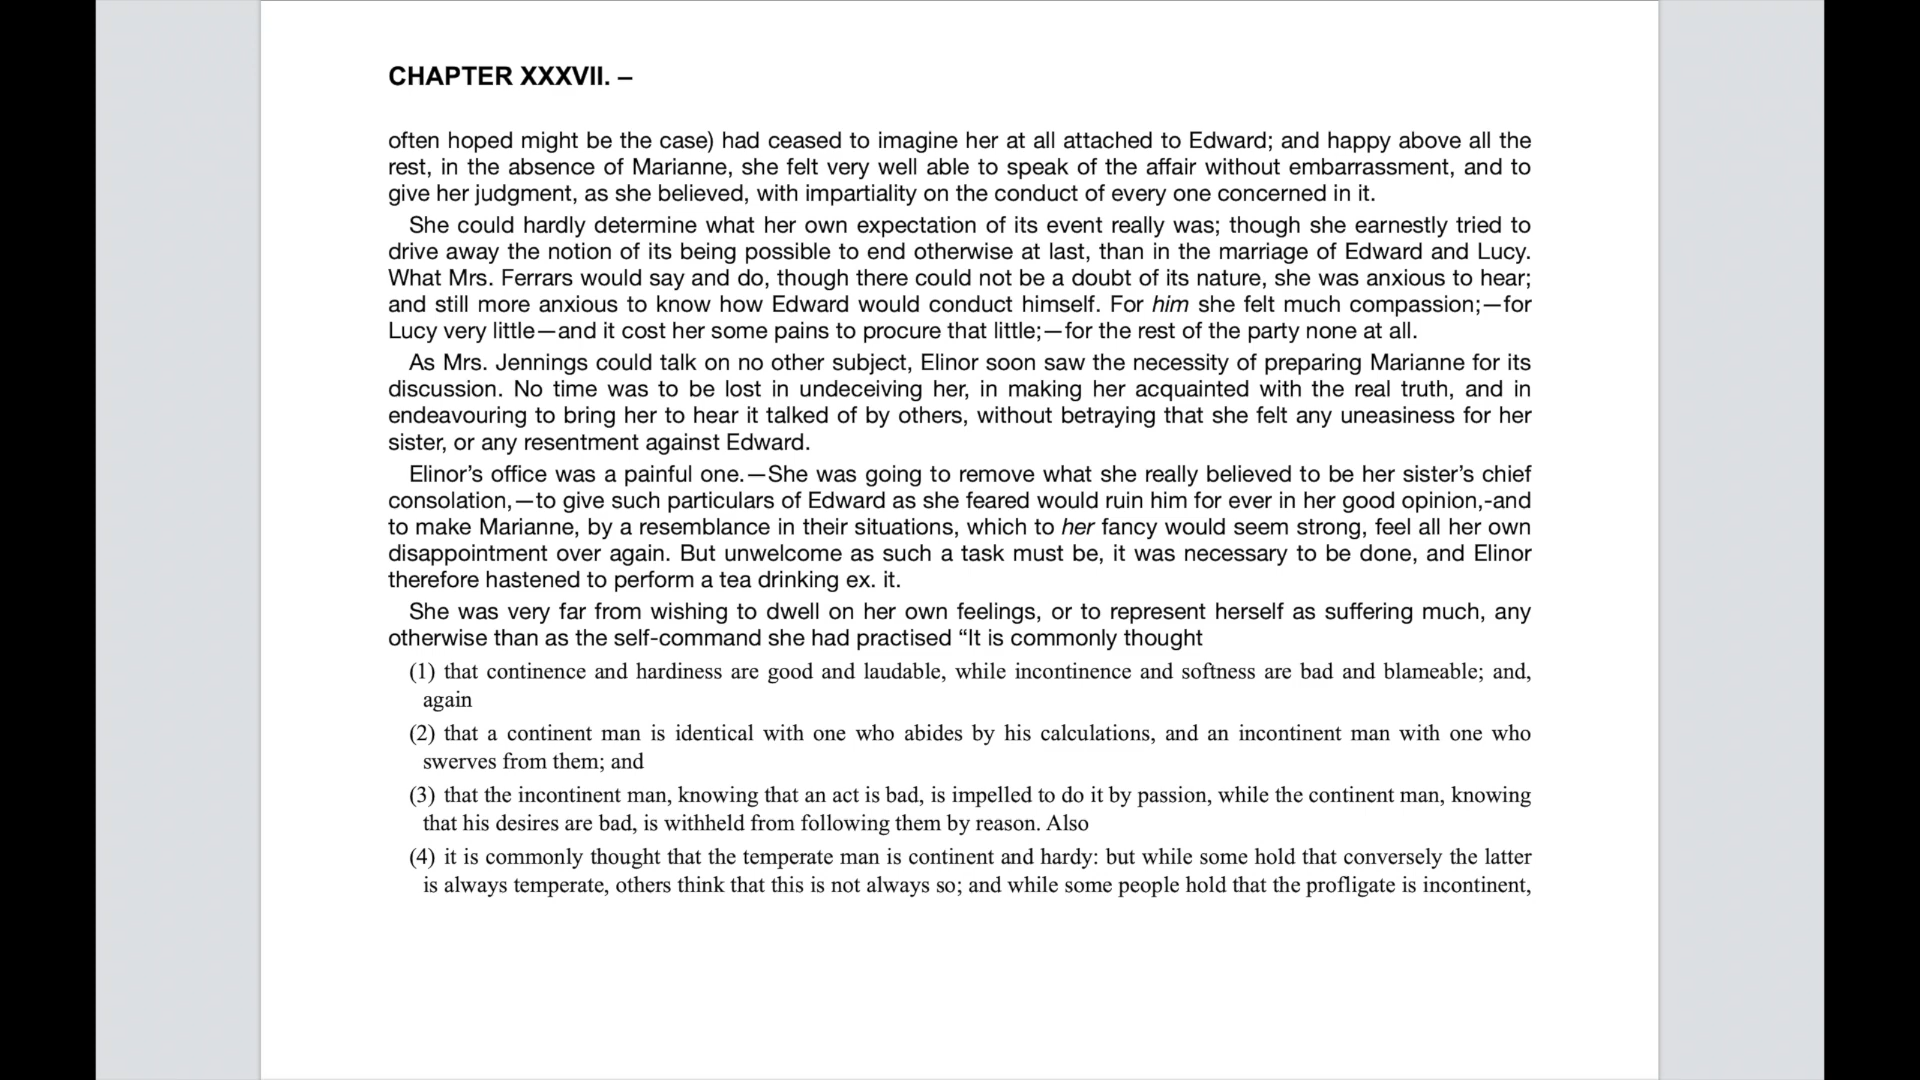 CHAPTER XXXVII. –
often hoped might be the case) had ceased to imagine her at all attached to Edward; and happy above all the
rest, in the absence of Marianne, she felt very well able to speak of the affair without embarrassment, and to
give her judgment, as she believed, with impartiality on the conduct of every one concerned in it.
She could hardly determine what her own expectation of its event really was; though she earnestly tried to
drive away the notion of its being possible to end otherwise at last, than in the marriage of Edward and Lucy.
What Mrs. Ferrars would say and do, though there could not be a doubt of its nature, she was anxious to hear;
and still more anxious to know how Edward would conduct himself. For him she felt much compassion;—for
Lucy very little—and it cost her some pains to procure that little;—for the rest of the party none at all.
As Mrs. Jennings could talk on no other subject, Elinor soon saw the necessity of preparing Marianne for its
discussion. No time was to be lost in undeceiving her, in making her acquainted with the real truth, and in
endeavouring to bring her to hear it talked of by others, without betraying that she felt any uneasiness for her
sister, or any resentment against Edward.
Elinor’s office was a painful one.—She was going to remove what she really believed to be her sister’s chief
consolation,—to give such particulars of Edward as she feared would ruin him for ever in her good opinion,-and
to make Marianne, by a resemblance in their situations, which to her fancy would seem strong, feel all her own
disappointment over again. But unwelcome as such a task must be, it was necessary to be done, and Elinor
therefore hastened to perform a tea drinking ex. it.
She was very far from wishing to dwell on her own feelings, or to represent herself as suffering much, any
otherwise than as the self-command she had practised “It is commonly thought
(1) that continence and hardiness are good and laudable, while incontinence and softness are bad and blameable; and,
again
(2) that a continent man is identical with one who abides by his calculations, and an incontinent man with one who
swerves from them; and
(3) that the incontinent man, knowing that an act is bad, is impelled to do it by passion, while the continent man, knowing
that his desires are bad, is withheld from following them by reason. Also
(4) it is commonly thought that the temperate man is continent and hardy: but while some hold that conversely the latter
is always temperate, others think that this is not always so; and while some people hold that the profligate is incontinent,